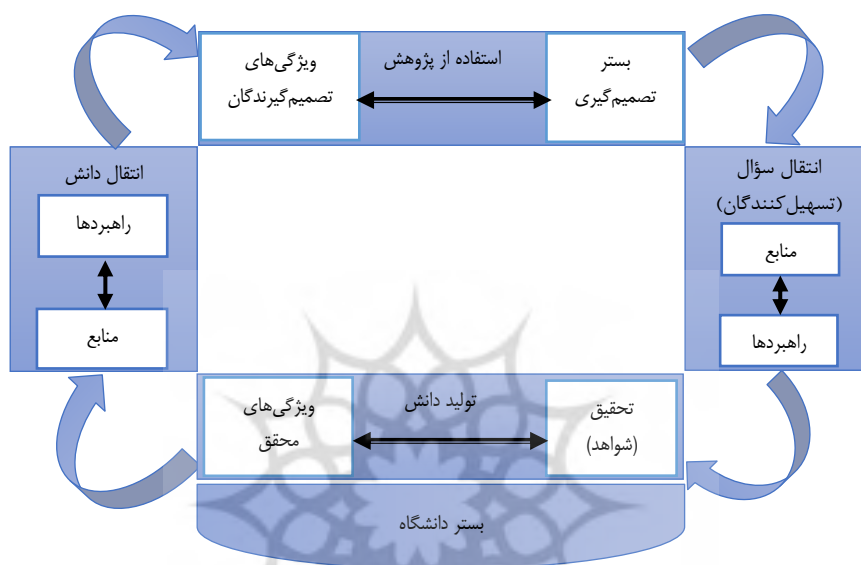 بستر
تصمیم‌گیری
استفاده از پژوهش
ویژگی‌های
تصمیم‌گیرندگان
انتقال سؤال
(تسهیل‌کنندگان)
منابع
راهبردها
انتقال دانش
راهبردها
منابع
تحقیق
(شواهد)
تولید دانش
ویژگی‌های
محقق
بستر دانشگاه